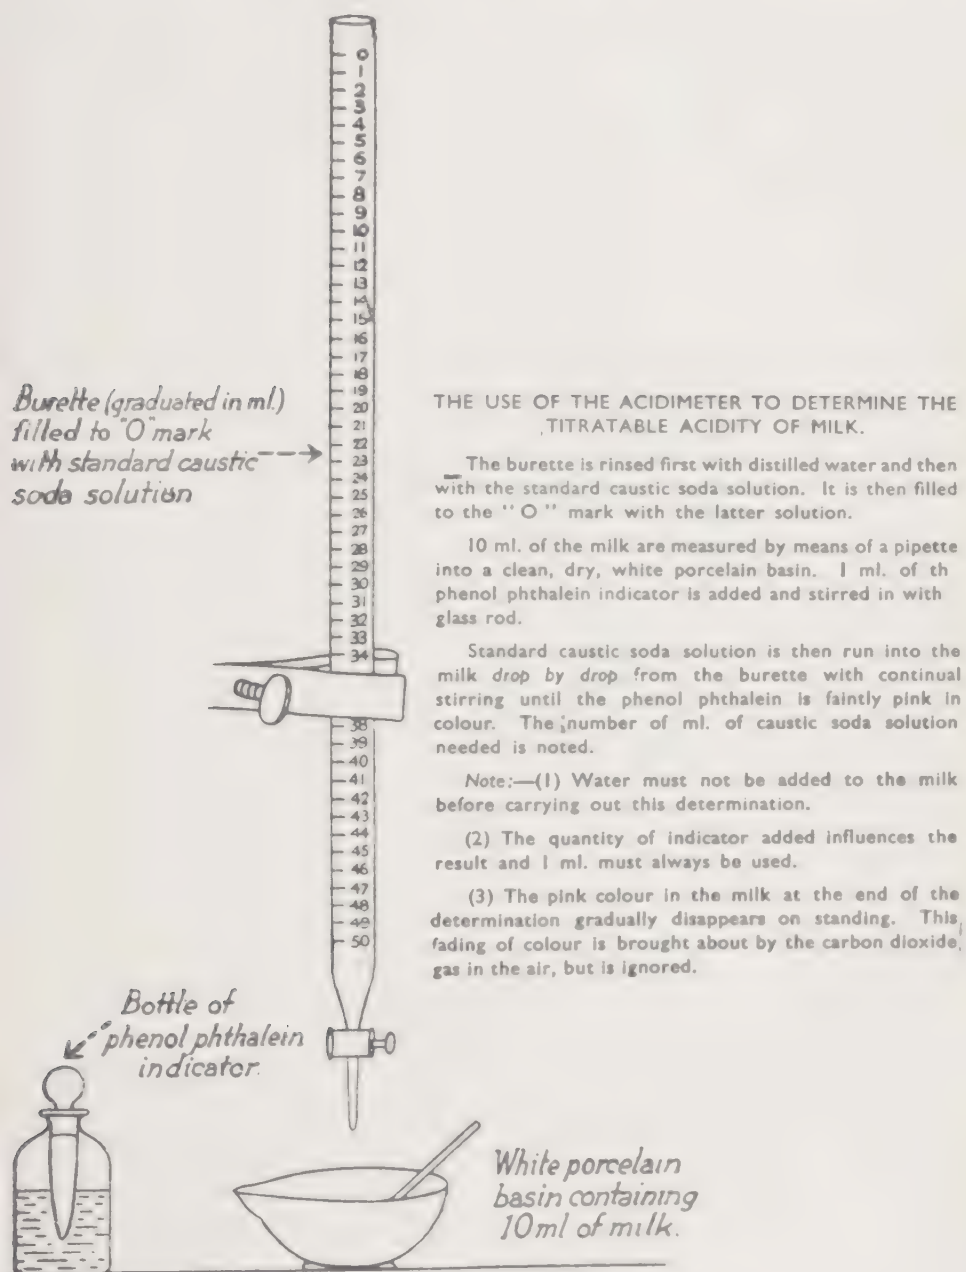 0
1
2
3
4
5
6
7
8
9
10
11
12
13
14
15
16
17
18
19
20
21
22
23
24
25
26
27
28
29
30
31
32
33
34
38
39
40
41
42
43
44
45
46
47
48
49
50
Burette (graduated in ml.)
filled to "O" mark
with standard caustic
soda solution
THE USE OF THE ACIDIMETER TO DETERMINE THE
TITRATABLE ACIDITY OF MILK.
The burette is rinsed first with distilled water and then
with the standard caustic soda solution. It is then filled
to the "O" mark with the latter solution.
10 ml. of the milk are measured by means of a pipette
into a clean, dry, white porcelain basin. 1 ml. of th
phenol phthalein indicator is added and stirred in with
glass rod.
Standard caustic soda solution is then run into the
milk drop by drop from the burette with continual
stirring until the phenol phthalein is faintly pink in
colour. The number of ml. of caustic soda solution
needed is noted.
Note:—(1) Water must not be added to the milk
before carrying out this determination.
(2) The quantity of indicator added influences the
result and 1 ml. must always be used.
(3) The pink colour in the milk at the end of the
determination gradually disappears on standing. This
fading of colour is brought about by the carbon dioxide
gas in the air, but is ignored.
Bottle of
phenol phthalein
indicator.
White porcelain
basin containing
10ml of milk.